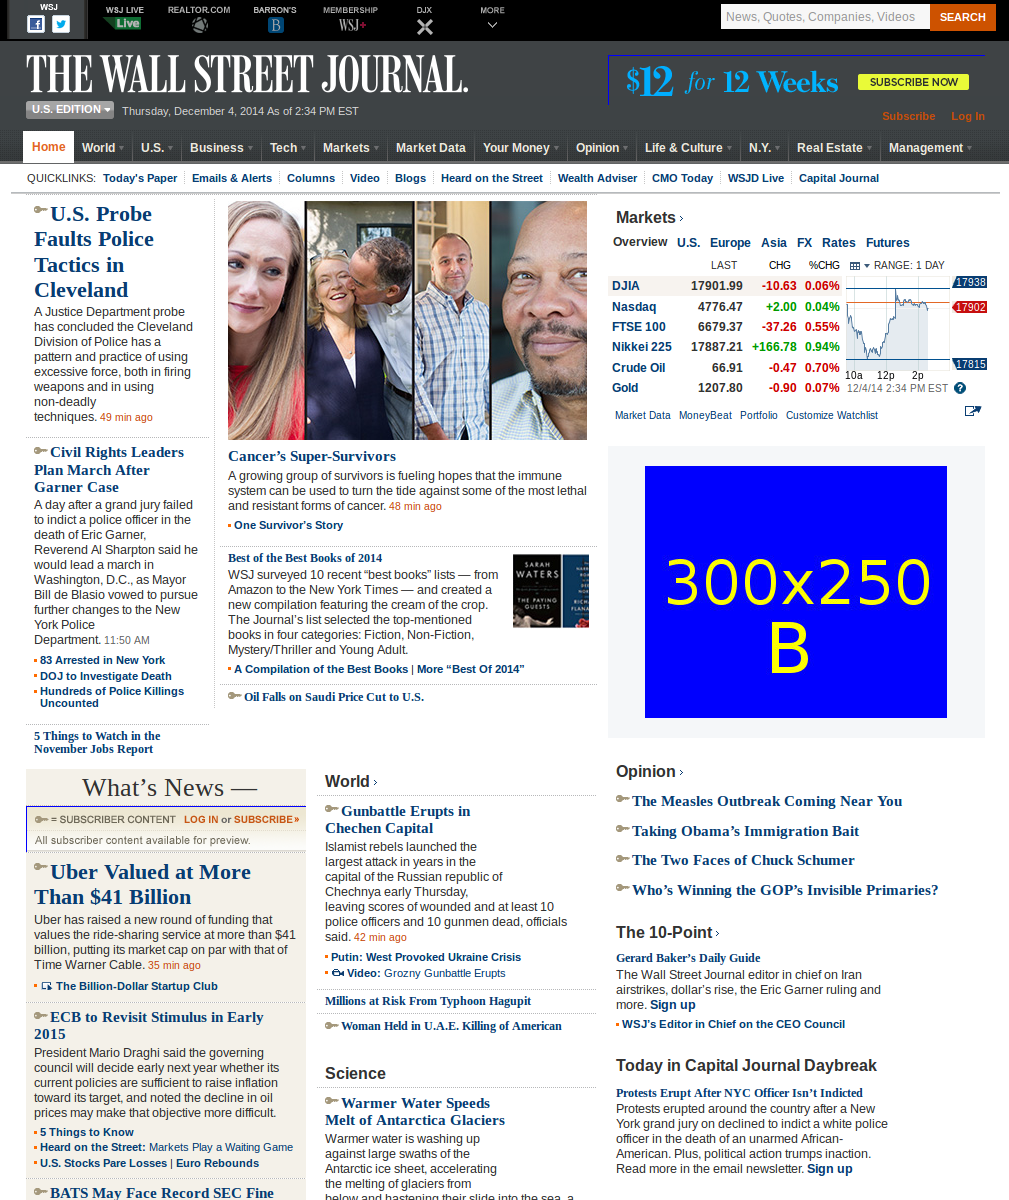 WSJ
WSJ LIVE
Live
REALTOR.COM
BARRON'S
B
MEMBERSHIP
WSJ+
DJX
MORE
News, Quotes, Companies, Videos
SEARCH
THE WALL STREET JOURNAL.
U.S. EDITION
Thursday, December 4, 2014 As of 2:34 PM EST
$12 for 12 Weeks
SUBSCRIBE NOW
Subscribe Log In
Home World U.S. Business Tech Markets Market Data Your Money Opinion Life & Culture N.Y. Real Estate Management
QUICKLINKS: Today's Paper Emails & Alerts Columns Video Blogs Heard on the Street Wealth Adviser CMO Today WSJD Live Capital Journal
U.S. Probe
Faults Police
Tactics in
Cleveland
A Justice Department probe
has concluded the Cleveland
Division of Police has a
pattern and practice of using
excessive force, both in firing
weapons and in using
non-deadly
techniques. 49 min ago
Civil Rights Leaders
Plan March After
Garner Case
A day after a grand jury failed
to indict a police officer in the
death of Eric Garner,
Reverend Al Sharpton said he
would lead a march in
Washington, D.C., as Mayor
Bill de Blasio vowed to pursue
further changes to the New
York Police
Department. 11:50 AM
83 Arrested in New York
DOJ to Investigate Death
Hundreds of Police Killings
Uncounted
5 Things to Watch in the
November Jobs Report
Cancer's Super-Survivors
A growing group of survivors is fueling hopes that the immune
system can be used to turn the tide against some of the most lethal
and resistant forms of cancer. 48 min ago
One Survivor's Story
Best of the Best Books of 2014
WSJ surveyed 10 recent “best books” lists — from
Amazon to the New York Times — and created a
new compilation featuring the cream of the crop.
The Journal's list selected the top-mentioned
books in four categories: Fiction, Non-Fiction,
Mystery/Thriller and Young Adult.
SARAH
WATERS
THE PAYING
GUESTS
A Compilation of the Best Books | More “Best Of 2014”
Oil Falls on Saudi Price Cut to U.S.
Markets
Overview U.S. Europe Asia FX Rates Futures
LAST CHG %CHG RANGE: 1 DAY
DJIA 17901.99 -10.63 0.06%
Nasdaq 4776.47 +2.00 0.04%
FTSE 100 6679.37 -37.26 0.55%
Nikkei 225 17887.21 +166.78 0.94%
Crude Oil 66.91 -0.47 0.70%
Gold 1207.80 -0.90 0.07%
17938
17902
17815
10a 12p 2p
12/4/14 2:34 PM EST ?
Market Data MoneyBeat Portfolio Customize Watchlist
300x250
B
What's News —
= SUBSCRIBER CONTENT LOG IN or SUBSCRIBE»
All subscriber content available for preview.
Uber Valued at More
Than $41 Billion
Uber has raised a new round of funding that
values the ride-sharing service at more than $41
billion, putting its market cap on par with that of
Time Warner Cable. 35 min ago
The Billion-Dollar Startup Club
ECB to Revisit Stimulus in Early
2015
President Mario Draghi said the governing
council will decide early next year whether its
current policies are sufficient to raise inflation
toward its target, and noted the decline in oil
prices may make that objective more difficult.
5 Things to Know
Heard on the Street: Markets Play a Waiting Game
U.S. Stocks Pare Losses | Euro Rebounds
BATS May Face Record SEC Fine
World
Gunbattle Erupts in
Chechen Capital
Islamist rebels launched the
largest attack in years in the
capital of the Russian republic of
Chechnya early Thursday,
leaving scores of wounded and at least 10
police officers and 10 gunmen dead, officials
said. 42 min ago
Putin: West Provoked Ukraine Crisis
Video: Grozny Gunbattle Erupts
Millions at Risk From Typhoon Hagupit
Woman Held in U.A.E. Killing of American
Science
Warmer Water Speeds
Melt of Antarctica Glaciers
Warmer water is washing up
against large swaths of the
Antarctic ice sheet, accelerating
the melting of glaciers from
below and hastening their slide into the sea, a
Opinion
The Measles Outbreak Coming Near You
Taking Obama's Immigration Bait
The Two Faces of Chuck Schumer
Who's Winning the GOP's Invisible Primaries?
The 10-Point
Gerard Baker's Daily Guide
The Wall Street Journal editor in chief on Iran
airstrikes, dollar's rise, the Eric Garner ruling and
more. Sign up
WSJ's Editor in Chief on the CEO Council
Today in Capital Journal Daybreak
Protests Erupt After NYC Officer Isn't Indicted
Protests erupted around the country after a New
York grand jury on declined to indict a white police
officer in the death of an unarmed African-
American. Plus, political action trumps inaction.
Read more in the email newsletter. Sign up